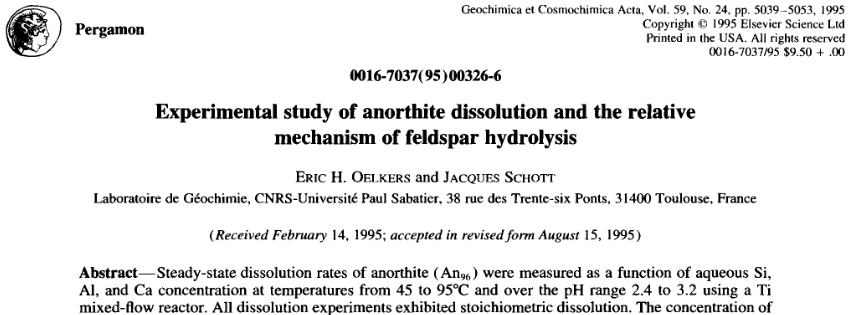 Geochimica et Cosmochimica Acta, Vol. 59, No. 24, pp. 5039–5053, 1995
Copyright © 1995 Elsevier Science Ltd
Printed in the USA. All rights reserved
0016-7037/95 $9.50 + .00
Pergamon
0016-7037(95)00326-6
Experimental study of anorthite dissolution and the relative
mechanism of feldspar hydrolysis
ERIC H. OELKERS and JACQUES SCHOTT
Laboratoire de Géochimie, CNRS-Université Paul Sabatier, 38 rue des Trente-six Ponts, 31400 Toulouse, France
(Received February 14, 1995; accepted in revised form August 15, 1995)
Abstract—Steady-state dissolution rates of anorthite (An₉₆) were measured as a function of aqueous Si,
Al, and Ca concentration at temperatures from 45 to 95°C and over the pH range 2.4 to 3.2 using a Ti
mixed-flow reactor. All dissolution experiments exhibited stoichiometric dissolution. The concentration of